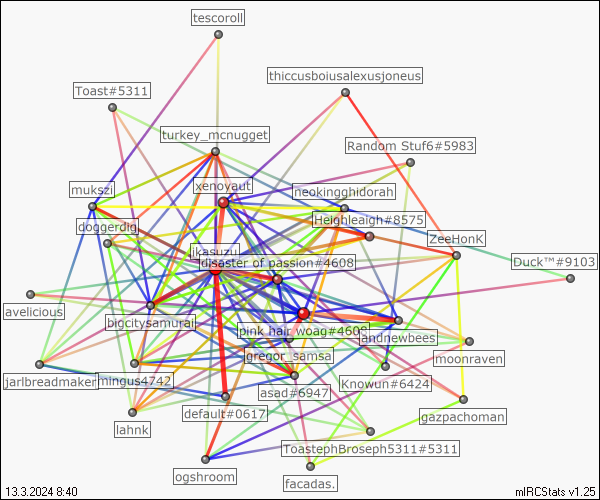 tescoroll
thiccusboiusalexusjoneus
Toast#5311
turkey_mcnugget
Random Stuf6#5983
xenoyaut
mukszi
neokingghidorah
Heighleigh#8575
doggerdig
ZeeHonK
ikasuzu
disaster of passion#4608
Duck™#9103
avelicious
bigcitysamurai
pink hair woag#4609
andnewbees
gregor_samsa
moonraven
jarlbreadmaker
mingus4742
Knowun#6424
asad#6947
default#0617
gazpachoman
lahnk
ToastephBroseph5311#5311
ogshroom
facadas.
13.3.2024 8:40
mIRCStats v1.25